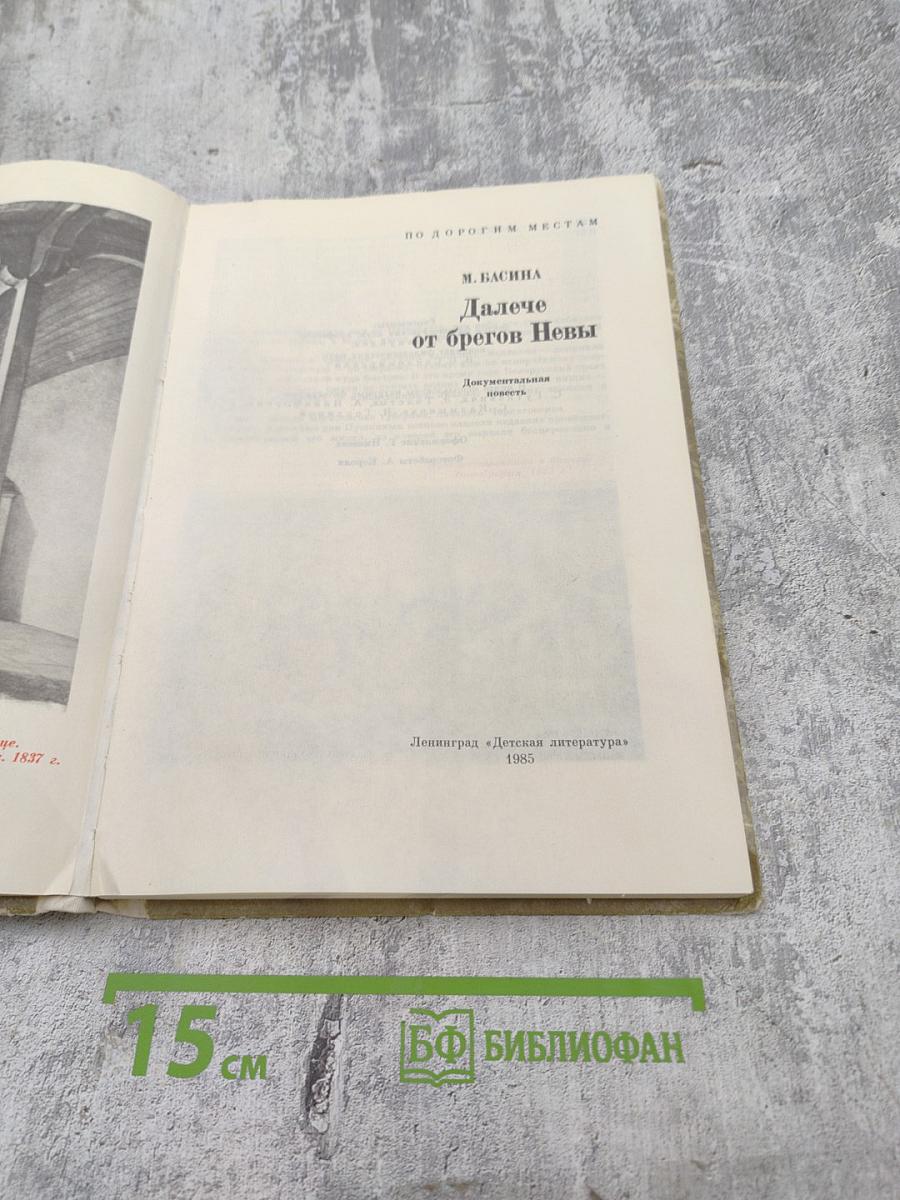 ПО ДОРОГИМ МЕСТАМ
М. БАСИНА
Далече
от брегов Невы
Документальная
повесть
Ленинград «Детская литература»
1985
це.
. 1837 г.
15 см
БФ БИБЛИОФАН